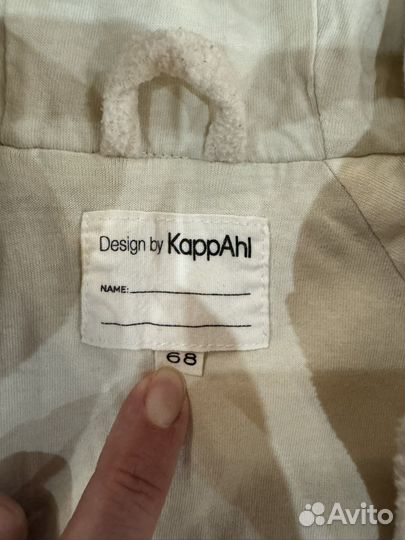 Design by KappAhl
NAME:
68
Avito